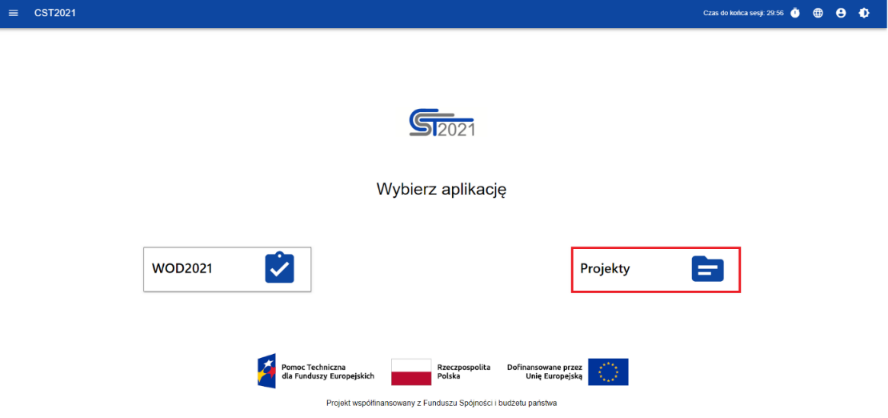 CST2021
Czas do końca sesji: 29:56
CST2021
Wybierz aplikację
WOD2021
Projekty
Pomoc Techniczna
dla Funduszy Europejskich
Rzeczpospolita
Polska
Dofinansowane przez
Unię Europejską
Projekt współfinansowany z Funduszu Spójności i budżetu państwa